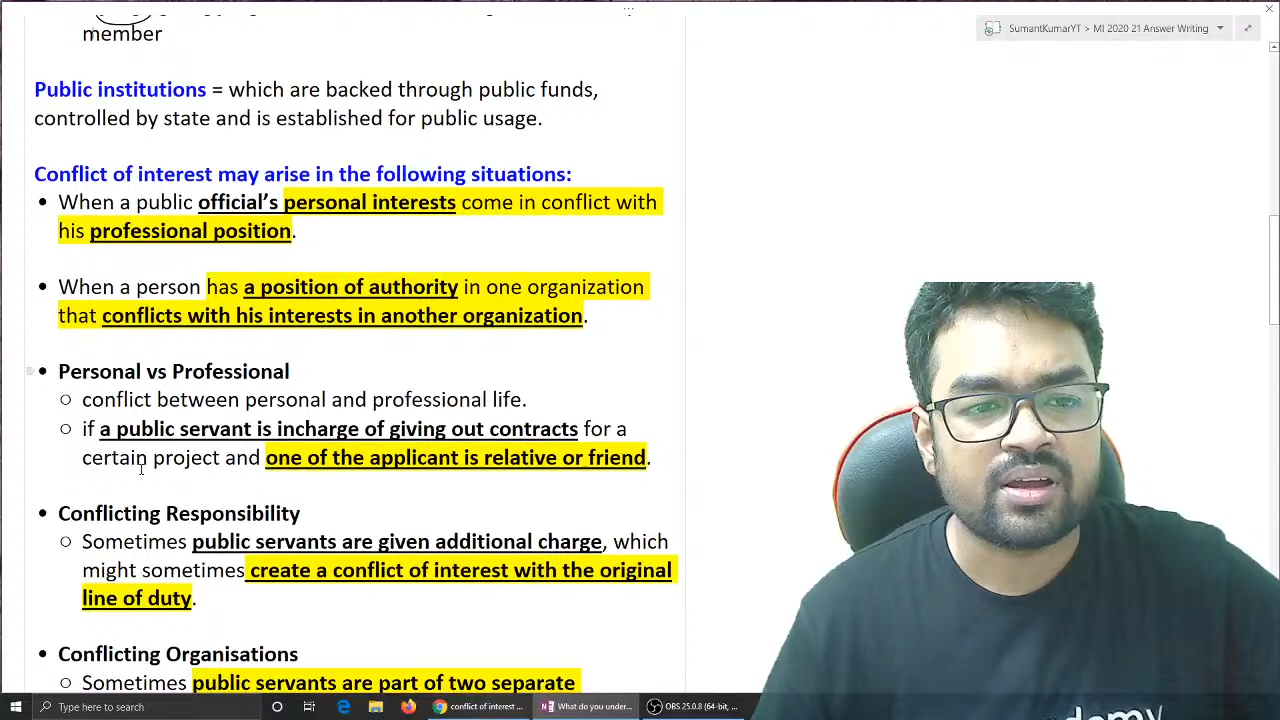 member
SumantKumarYT > MI 2020 21 Answer Writing
Public institutions = which are backed through public funds,
controlled by state and is established for public usage.
Conflict of interest may arise in the following situations:
• When a public official's personal interests come in conflict with
his professional position.
• When a person has a position of authority in one organization
that conflicts with his interests in another organization.
• Personal vs Professional
○ conflict between personal and professional life.
○ if a public servant is incharge of giving out contracts for a
certain project and one of the applicant is relative or friend.
• Conflicting Responsibility
○ Sometimes public servants are given additional charge, which
might sometimes create a conflict of interest with the original
line of duty.
• Conflicting Organisations
○ Sometimes public servants are part of two separate
Type here to search
conflict of interest ...
What do you under...
OBS 25.0.8 (64-bit, ...